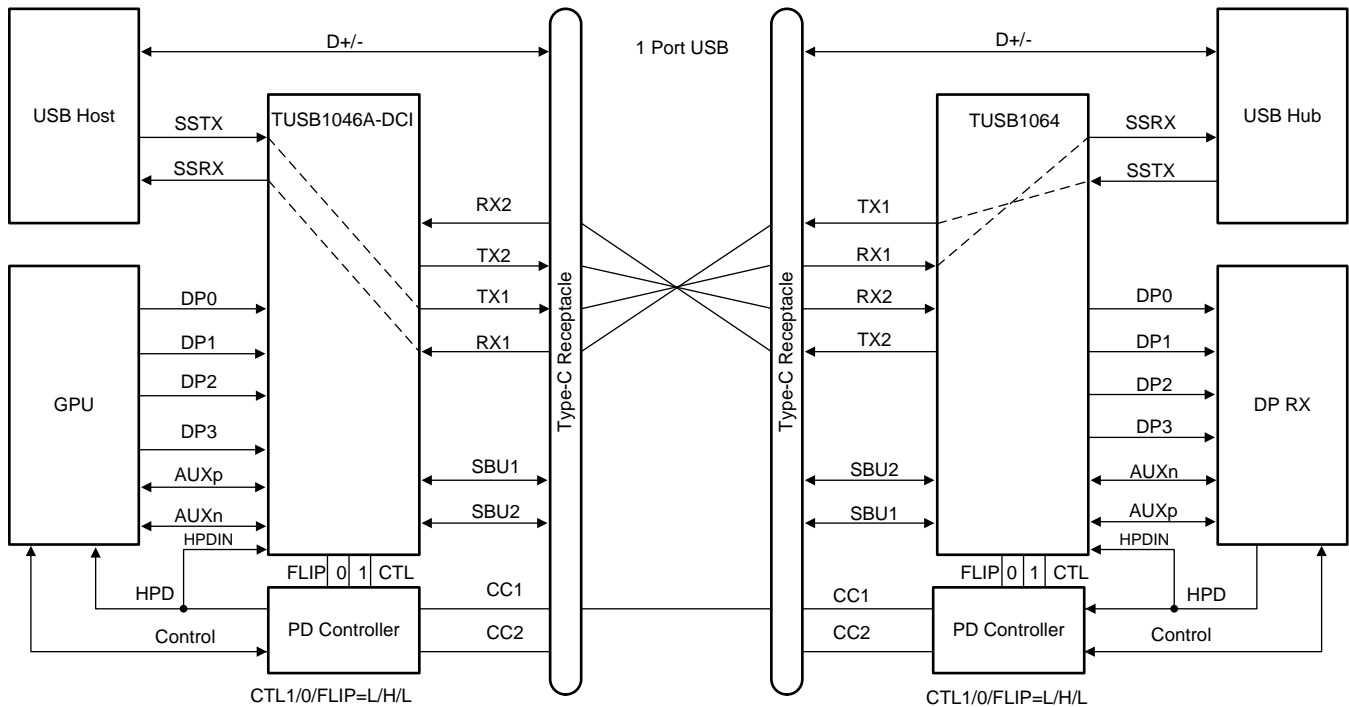 D+/-
1 Port USB
D+/-
USB Host
TUSB1046A-DCI
TUSB1064
USB Hub
SSTX
SSRX
SSRX
SSTX
RX2
TX2
TX1
RX1
TX1
RX1
RX2
TX2
Type-C Receptacle
Type-C Receptacle
GPU
DP0
DP1
DP2
DP3
AUXp
AUXn
HPDIN
SBU1
SBU2
SBU2
SBU1
DP0
DP1
DP2
DP3
AUXn
AUXp
HPDIN
DP RX
FLIP 0 1 CTL
FLIP 0 1 CTL
HPD
Control
PD Controller
CC1
CC2
CC1
CC2
PD Controller
HPD
Control
CTL1/0/FLIP=L/H/L
CTL1/0/FLIP=L/H/L